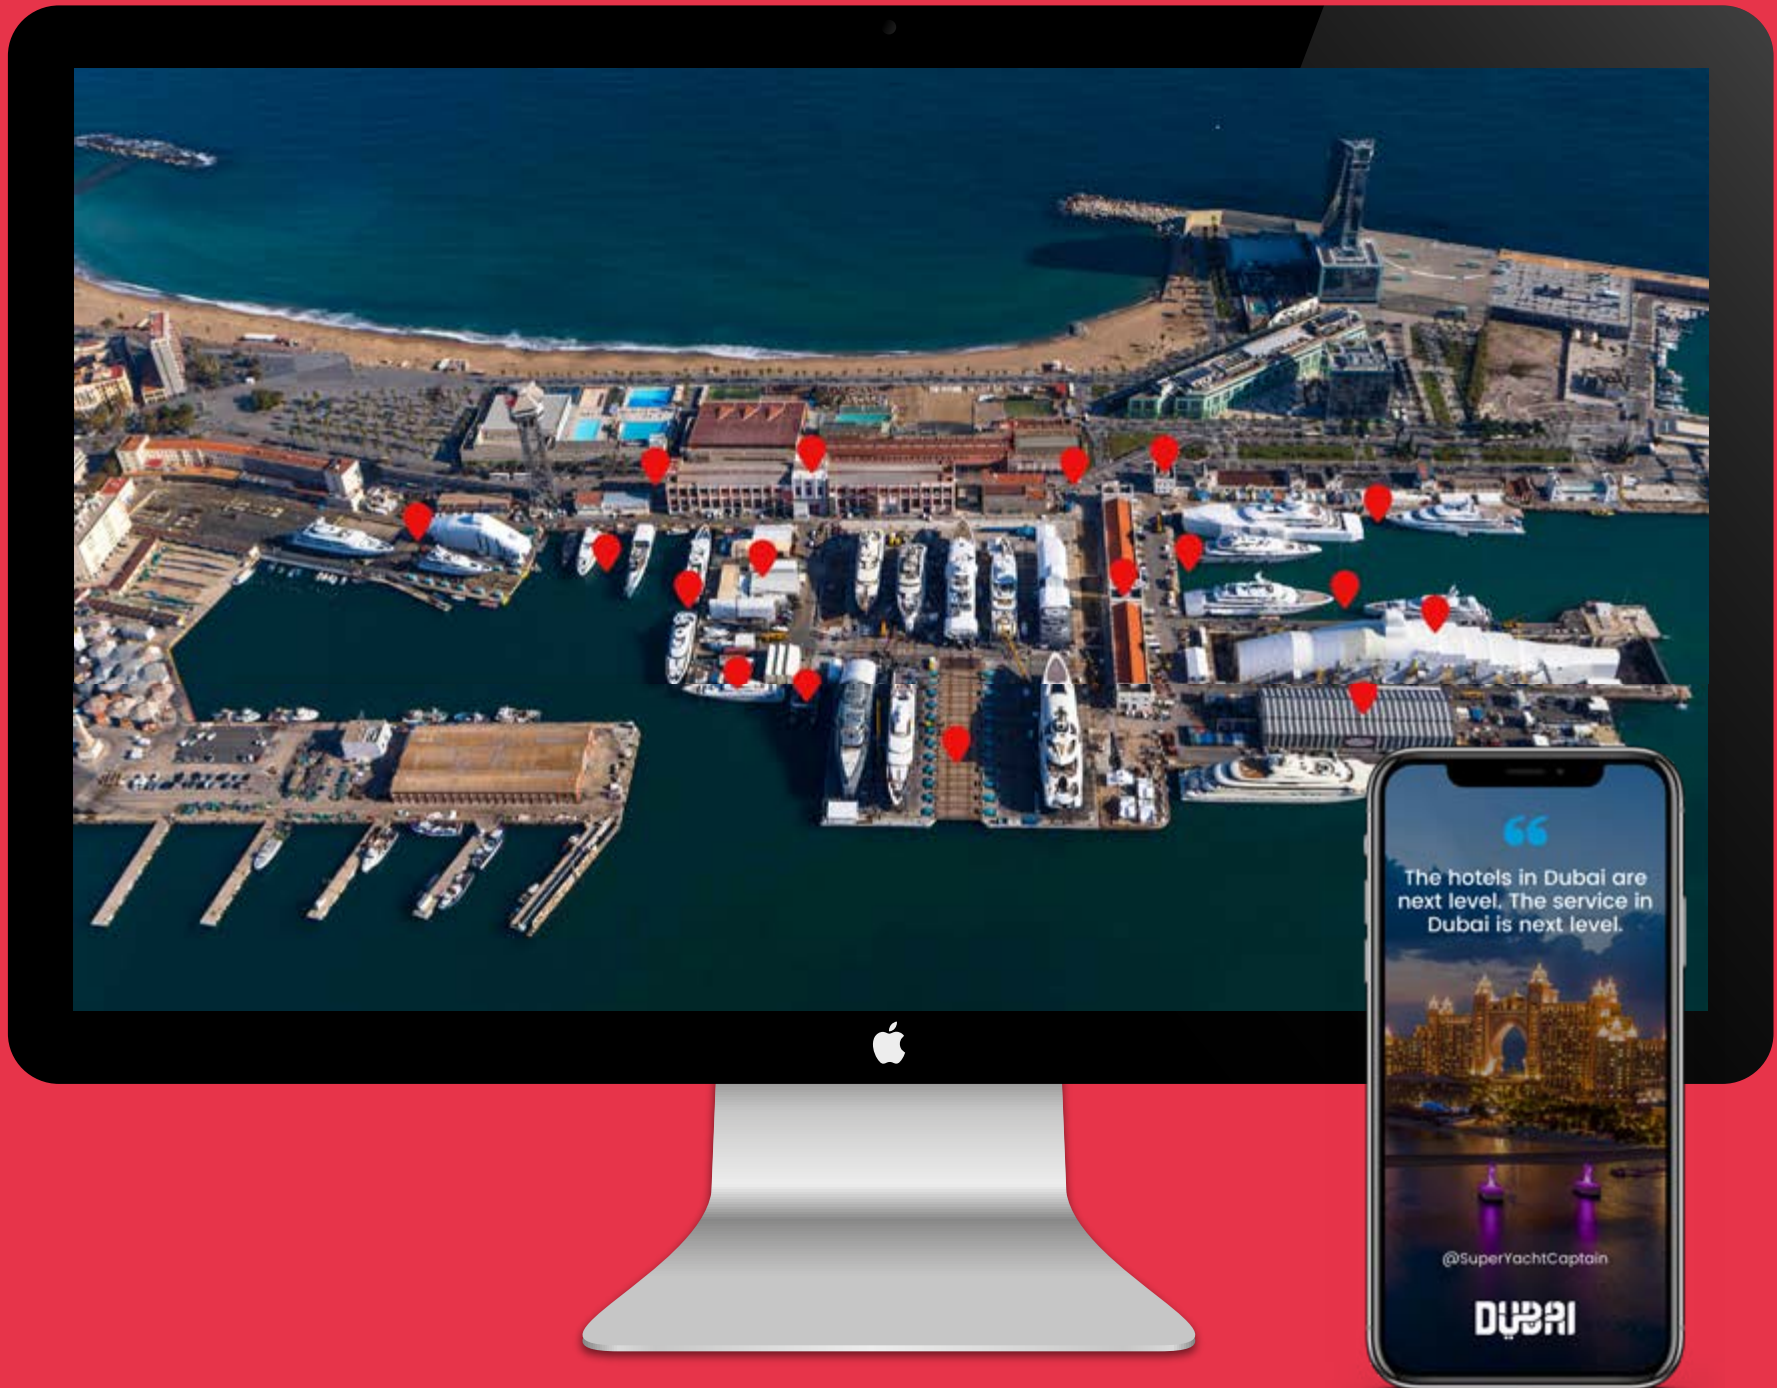 The hotels in Dubai are
next level. The service in
Dubai is next level.
@SuperYachtCaptain
DUBAI